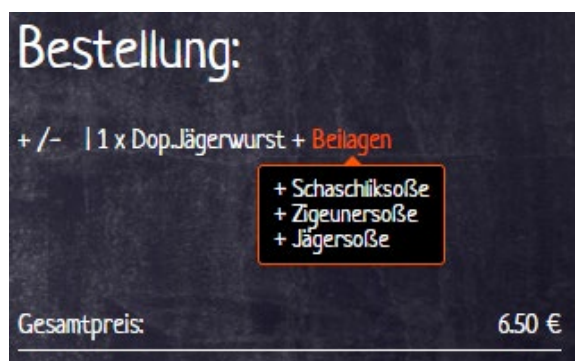 Bestellung:
+ /- | 1 x Dop.Jägerwurst + Beilagen
+ Schaschliksoße
+ Zigeunersoße
+ Jägersoße
Gesamtpreis: 6.50 €